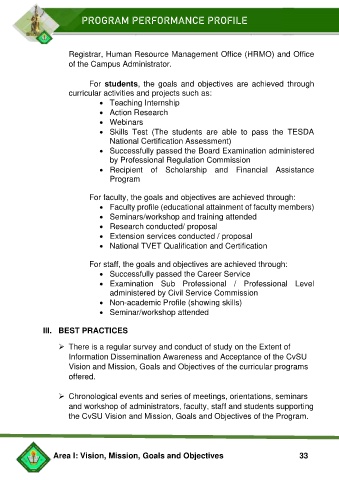 PROGRAM PERFORMANCE PROFILE
Registrar, Human Resource Management Office (HRMO) and Office
of the Campus Administrator.
For students, the goals and objectives are achieved through
curricular activities and projects such as:
• Teaching Internship
• Action Research
• Webinars
• Skills Test (The students are able to pass the TESDA
National Certification Assessment)
• Successfully passed the Board Examination administered
by Professional Regulation Commission
• Recipient of Scholarship and Financial Assistance
Program
For faculty, the goals and objectives are achieved through:
• Faculty profile (educational attainment of faculty members)
• Seminars/workshop and training attended
• Research conducted/ proposal
• Extension services conducted / proposal
• National TVET Qualification and Certification
For staff, the goals and objectives are achieved through:
• Successfully passed the Career Service
• Examination Sub Professional / Professional Level
administered by Civil Service Commission
• Non-academic Profile (showing skills)
• Seminar/workshop attended
III. BEST PRACTICES
➢ There is a regular survey and conduct of study on the Extent of
Information Dissemination Awareness and Acceptance of the CvSU
Vision and Mission, Goals and Objectives of the curricular programs
offered.
➢ Chronological events and series of meetings, orientations, seminars
and workshop of administrators, faculty, staff and students supporting
the CvSU Vision and Mission, Goals and Objectives of the Program.
Area I: Vision, Mission, Goals and Objectives 33